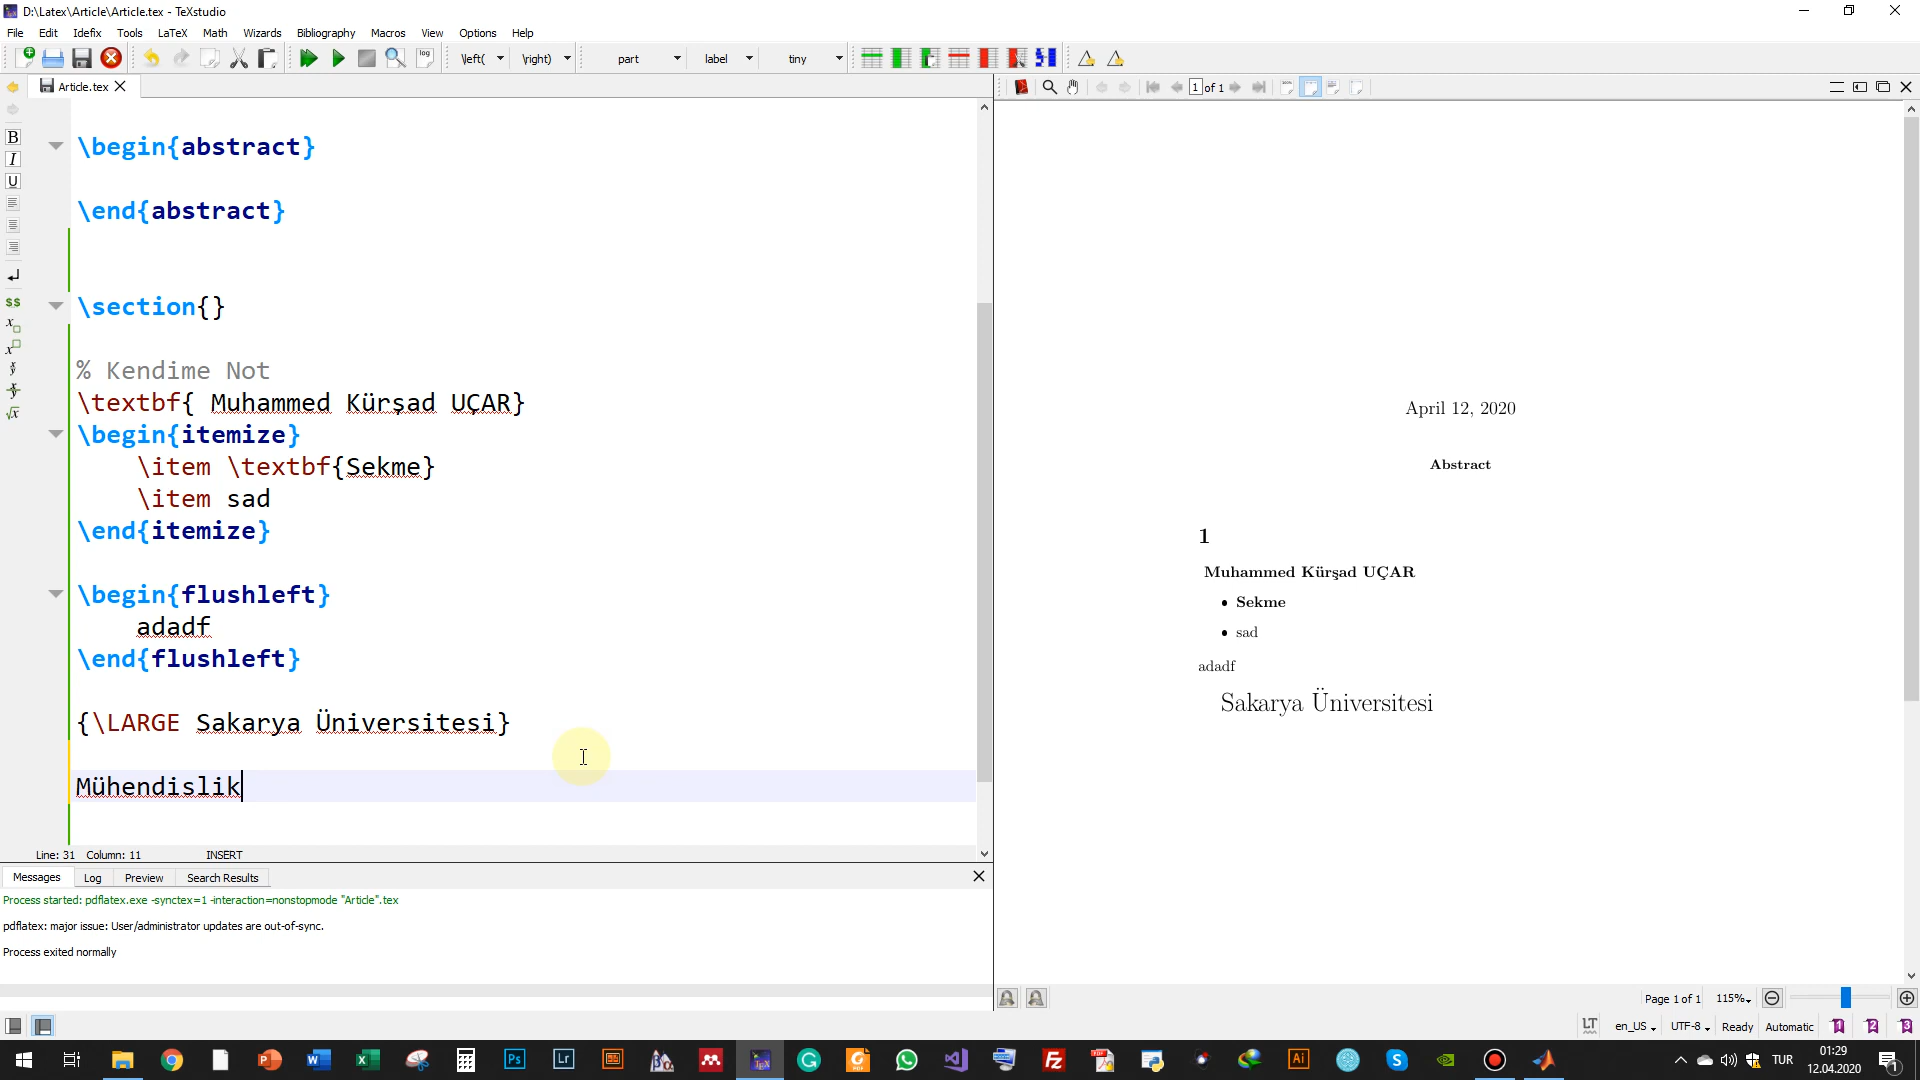 D:\Latex\Article\Article.tex - TeXstudio
File Edit Idefix Tools LaTeX Math Wizards Bibliography Macros View Options Help
\left( \right) part label tiny
Article.tex
1 of 1
\begin{abstract}
\end{abstract}
\section{}
% Kendime Not
\textbf{ Muhammed Kürşad UÇAR}
\begin{itemize}
\item \textbf{Sekme}
\item sad
\end{itemize}
\begin{flushleft}
adadf
\end{flushleft}
{\LARGE Sakarya Üniversitesi}
Mühendislik
Line: 31 Column: 11 INSERT
Messages Log Preview Search Results
Process started: pdflatex.exe -synctex=1 -interaction=nonstopmode "Article".tex
pdflatex: major issue: User/administrator updates are out-of-sync.
Process exited normally
April 12, 2020
Abstract
1
Muhammed Kürşad UÇAR
• Sekme
• sad
adadf
Sakarya Üniversitesi
Page 1 of 1 115%
LT en_US UTF-8 Ready Automatic 1 2 3
TUR 01:29
12.04.2020